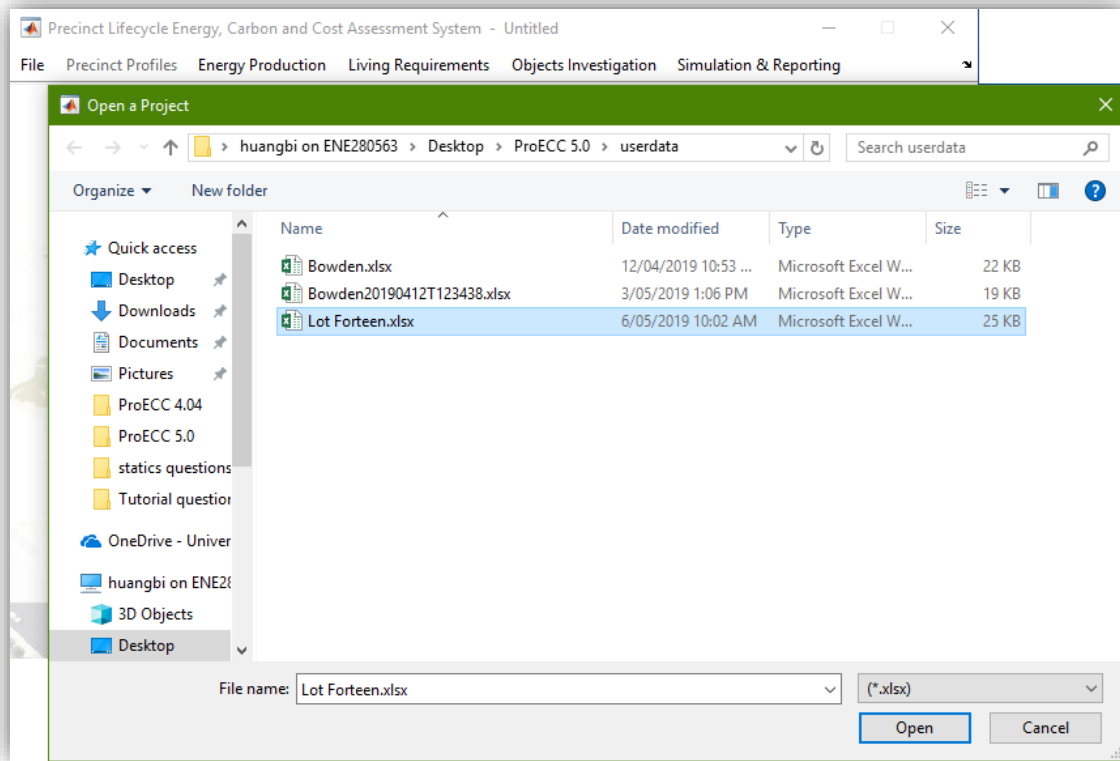 Precinct Lifecycle Energy, Carbon and Cost Assessment System - Untitled
File Precinct Profiles Energy Production Living Requirements Objects Investigation Simulation & Reporting
Open a Project
huangbi on ENE280563 > Desktop > ProECC 5.0 > userdata
Search userdata
Organize New folder
Name Date modified Type Size
Quick access
Desktop
Downloads
Documents
Pictures
ProECC 4.04
ProECC 5.0
statics questions
Tutorial question
OneDrive - Univer
huangbi on ENE28
3D Objects
Desktop
Bowden.xlsx 12/04/2019 10:53 ... Microsoft Excel W... 22 KB
Bowden20190412T123438.xlsx 3/05/2019 1:06 PM Microsoft Excel W... 19 KB
Lot Forteen.xlsx 6/05/2019 10:02 AM Microsoft Excel W... 25 KB
File name: Lot Forteen.xlsx (*.xlsx)
Open Cancel